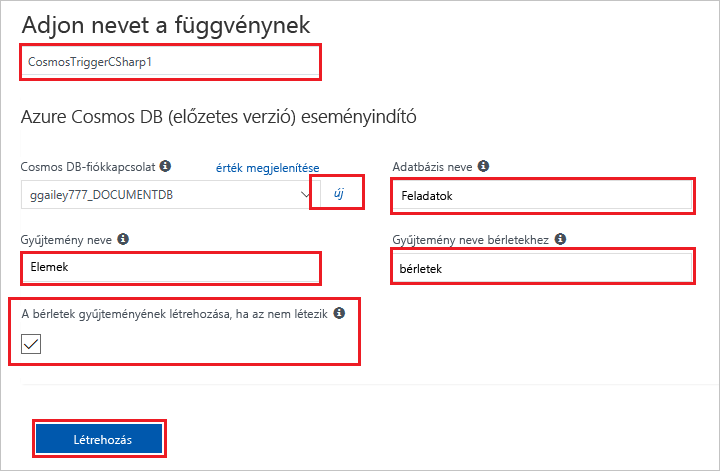 Adjon nevet a függvénynek
CosmosTriggerCSharp1
Azure Cosmos DB (előzetes verzió) eseményindító
Cosmos DB-fiókkapcsolat érték megjelenítése
ggailey777_DOCUMENTDB új
Adatbázis neve
Feladatok
Gyűjtemény neve
Elemek
Gyűjtemény neve bérletekhez
bérletek
A bérletek gyűjteményének létrehozása, ha az nem létezik
Létrehozás